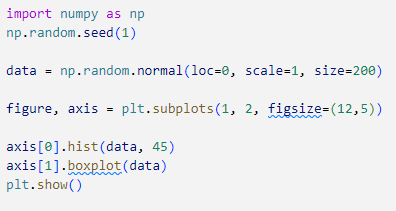 import numpy as np
np.random.seed(1)
data = np.random.normal(loc=0, scale=1, size=200)
figure, axis = plt.subplots(1, 2, figsize=(12,5))
axis[0].hist(data, 45)
axis[1].boxplot(data)
plt.show()